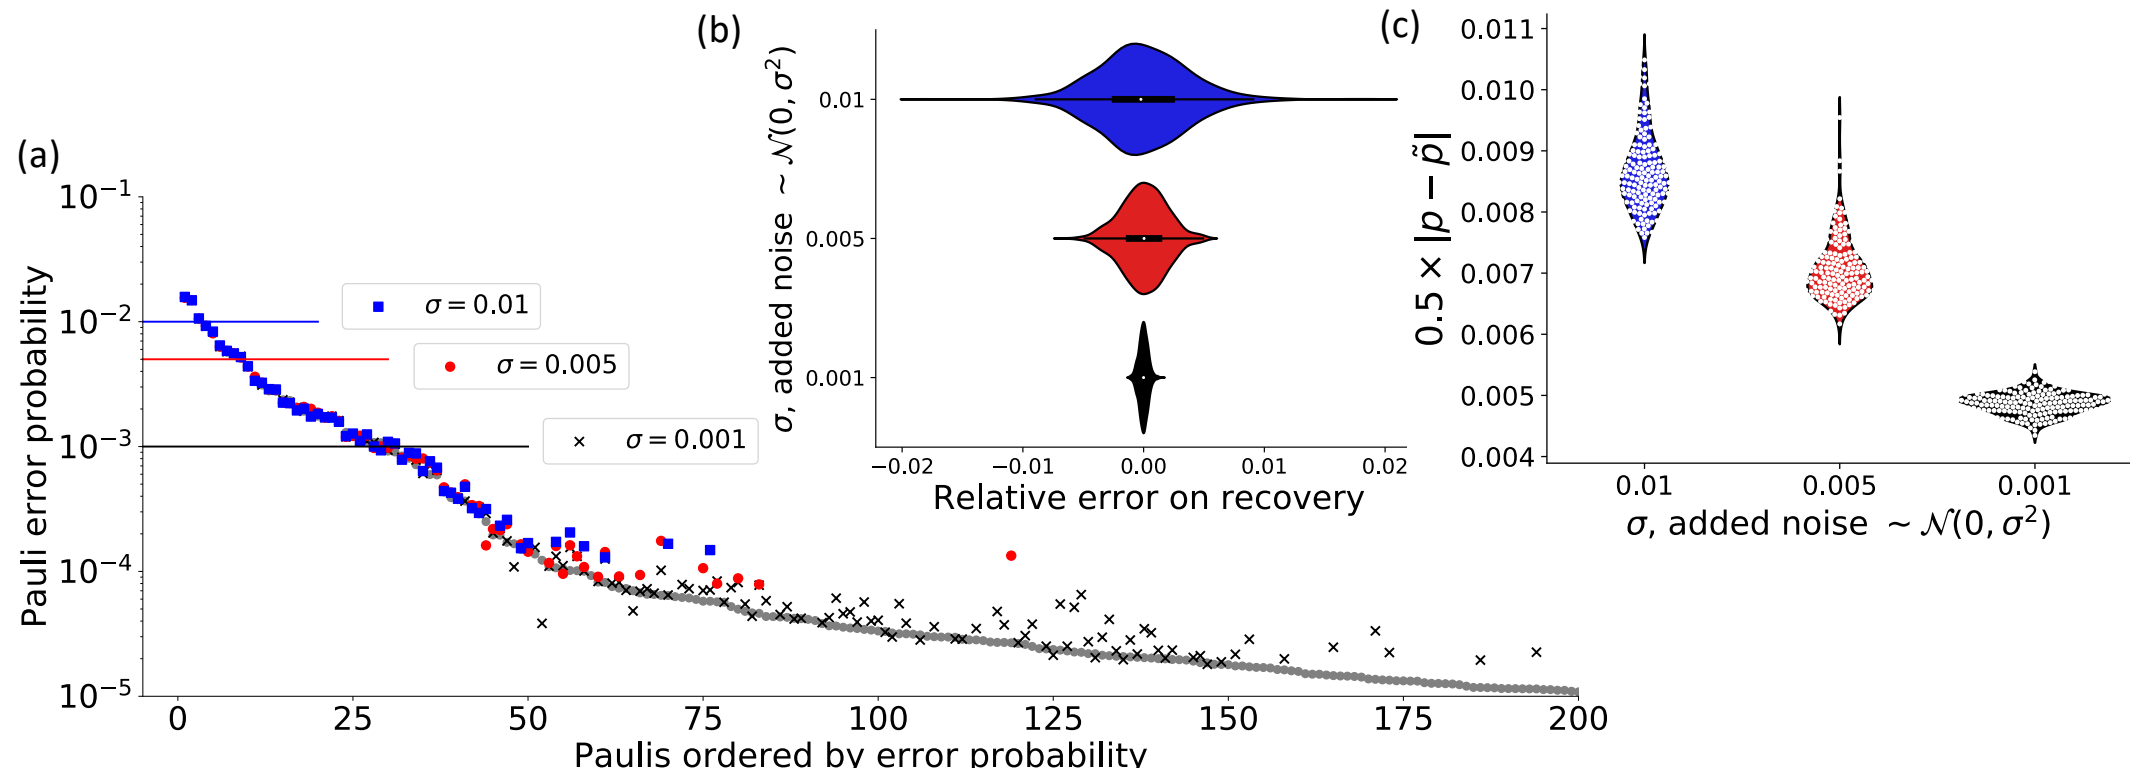 (a)
Pauli error probability
10⁻¹
10⁻²
10⁻³
10⁻⁴
10⁻⁵
σ = 0.01
σ = 0.005
σ = 0.001
0 25 50 75 100 125 150 175 200
Paulis ordered by error probability
(b)
σ, added noise ~ 𝒩(0, σ²)
0.01
0.005
0.001
−0.02 −0.01 0.00 0.01 0.02
Relative error on recovery
(c)
0.5 × |p − p̃|
0.011
0.010
0.009
0.008
0.007
0.006
0.005
0.004
0.01 0.005 0.001
σ, added noise ~ 𝒩(0, σ²)